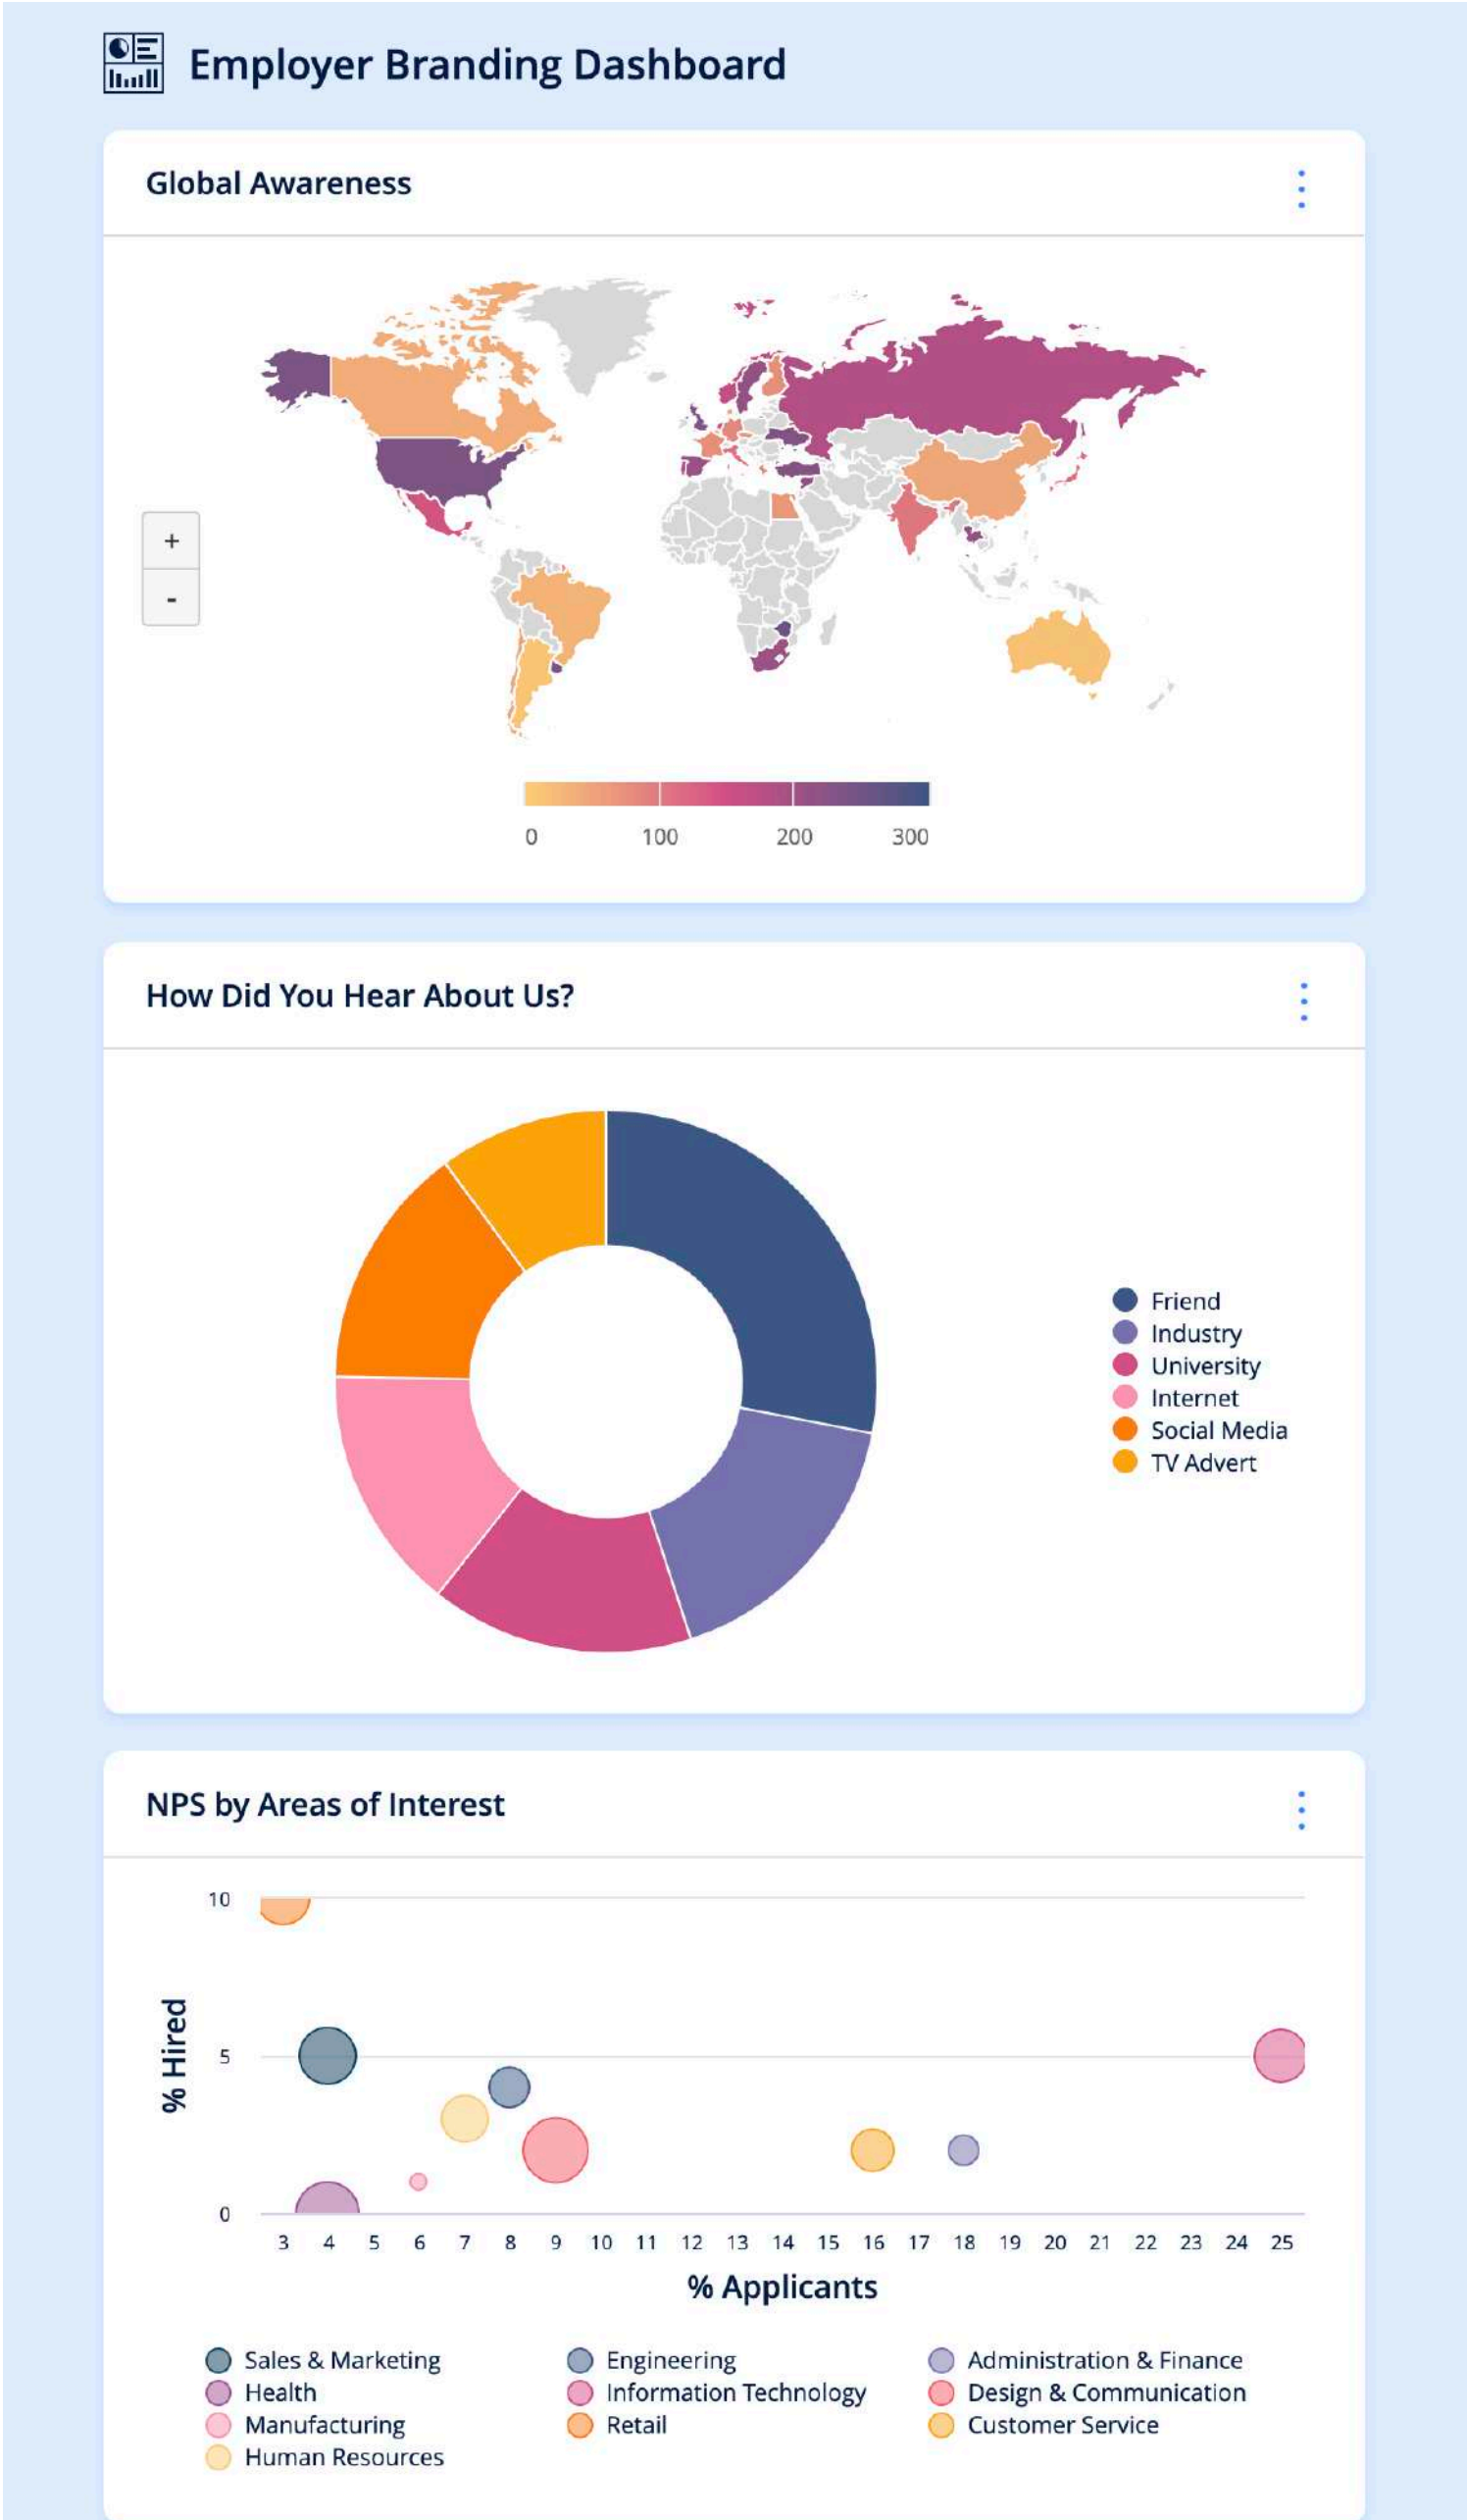 Employer Branding Dashboard
Global Awareness
+
-
0 100 200 300
How Did You Hear About Us?
Friend
Industry
University
Internet
Social Media
TV Advert
NPS by Areas of Interest
10
5
0
% Hired
3 4 5 6 7 8 9 10 11 12 13 14 15 16 17 18 19 20 21 22 23 24 25
% Applicants
Sales & Marketing Engineering Administration & Finance
Health Information Technology Design & Communication
Manufacturing Retail Customer Service
Human Resources